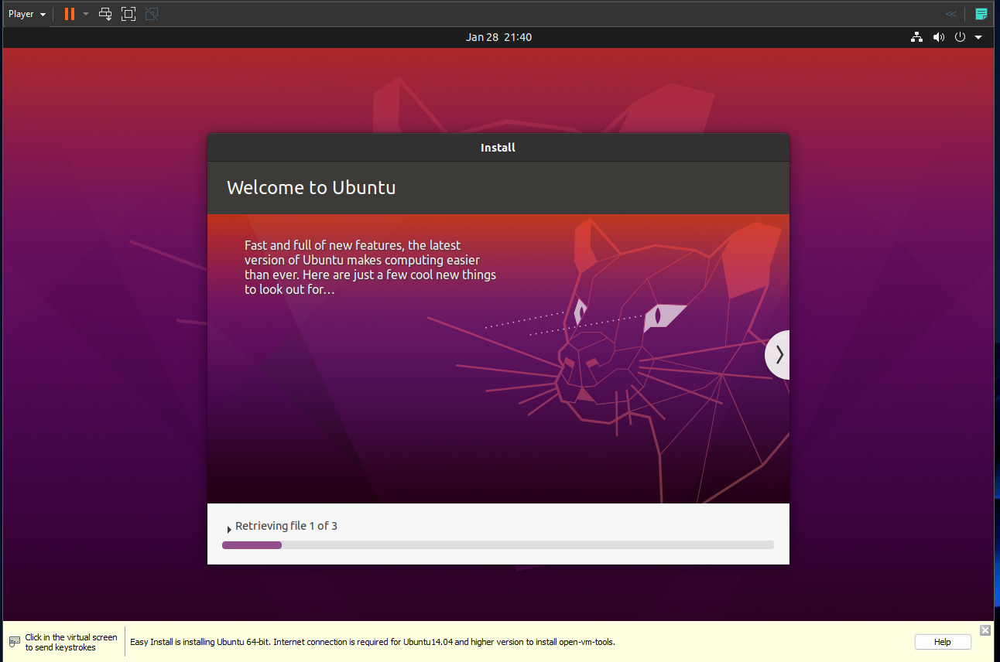 Player
Jan 28 21:40
Install
Welcome to Ubuntu
Fast and full of new features, the latest
version of Ubuntu makes computing easier
than ever. Here are just a few cool new things
to look out for...
Retrieving file 1 of 3
Click in the virtual screen
to send keystrokes
Easy Install is installing Ubuntu 64-bit. Internet connection is required for Ubuntu14.04 and higher version to install open-vm-tools.
Help